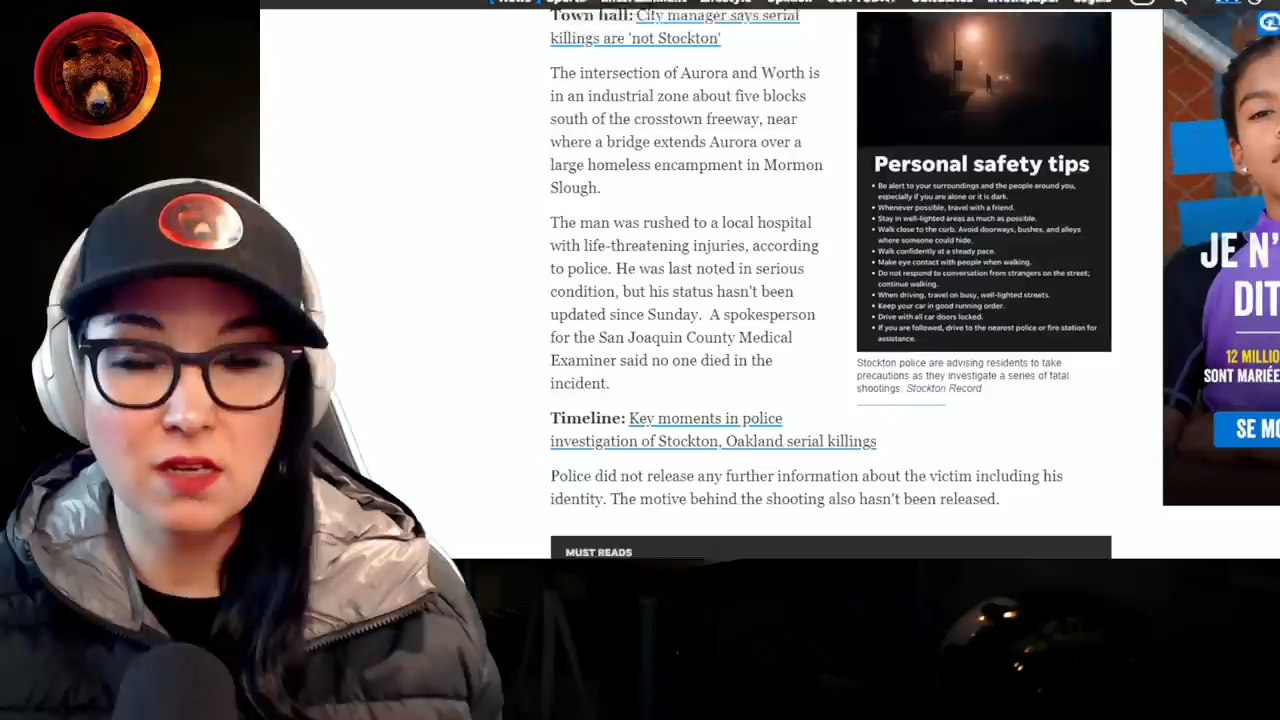 Town hall: City manager says serial
killings are 'not Stockton'
The intersection of Aurora and Worth is
in an industrial zone about five blocks
south of the crosstown freeway, near
where a bridge extends Aurora over a
large homeless encampment in Mormon
Slough.
The man was rushed to a local hospital
with life-threatening injuries, according
to police. He was last noted in serious
condition, but his status hasn't been
updated since Sunday. A spokesperson
for the San Joaquin County Medical
Examiner said no one died in the
incident.
Timeline: Key moments in police
investigation of Stockton, Oakland serial killings
Police did not release any further information about the victim including his
identity. The motive behind the shooting also hasn't been released.
MUST READS
Personal safety tips
• Be alert to your surroundings and the people around you,
especially if you are alone or it is dark.
• Whenever possible, travel with a friend.
• Stay in well-lighted areas as much as possible.
• Walk close to the curb. Avoid doorways, bushes, and alleys
where someone could hide.
• Walk confidently at a steady pace.
• Make eye contact with people when walking.
• Do not respond to conversation from strangers on the street;
continue walking.
• When driving, travel on busy, well-lighted streets.
• Keep your car in good running order.
• Drive with all car doors locked.
• If you are followed, drive to the nearest police or fire station for
assistance.
Stockton police are advising residents to take
precautions as they investigate a series of fatal
shootings. Stockton Record
JE N'
DIT
12 MILLIO
SONT MARIÉE
SE MO